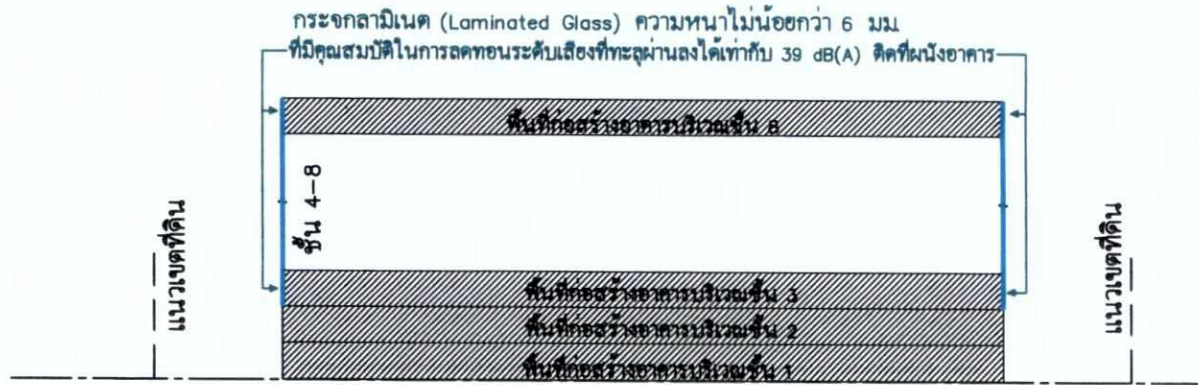 กระจกลามิเนต (Laminated Glass) ความหนาไม่น้อยกว่า 6 มม.
ที่มีคุณสมบัติในการลดทอนระดับเสียงที่ทะลุผ่านลงได้เท่ากับ 39 dB(A) ติดที่ผนังอาคาร
พื้นที่ก่อสร้างอาคารบริเวณชั้น 8
ชั้น 4-8
แนวเขตที่ดิน
แนวเขตที่ดิน
พื้นที่ก่อสร้างอาคารบริเวณชั้น 3
พื้นที่ก่อสร้างอาคารบริเวณชั้น 2
พื้นที่ก่อสร้างอาคารบริเวณชั้น 1